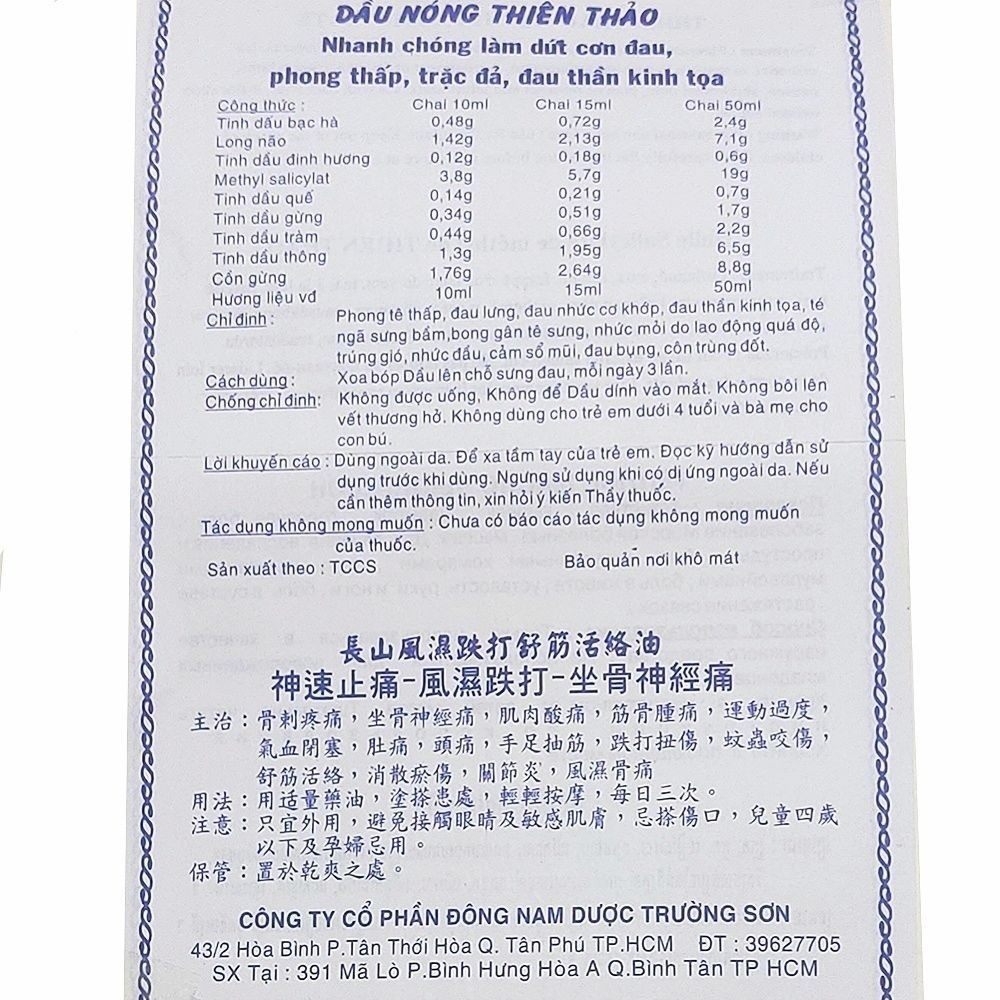 DẦU NÓNG THIÊN THẢO
Nhanh chóng làm dứt cơn đau,
phong thấp, trặc đả, đau thần kinh tọa
Công thức : Chai 10ml Chai 15ml Chai 50ml
Tinh dầu bạc hà 0,48g 0,72g 2,4g
Long não 1,42g 2,13g 7,1g
Tinh dầu đinh hương 0,12g 0,18g 0,6g
Methyl salicylat 3,8g 5,7g 19g
Tinh dầu quế 0,14g 0,21g 0,7g
Tinh dầu gừng 0,34g 0,51g 1,7g
Tinh dầu tràm 0,44g 0,66g 2,2g
Tinh dầu thông 1,3g 1,95g 6,5g
Cồn gừng 1,76g 2,64g 8,8g
Hương liệu vđ 10ml 15ml 50ml
Chỉ định : Phong tê thấp, đau lưng, đau nhức cơ khớp, đau thần kinh tọa, té
ngã sưng bầm,bong gân tê sưng, nhức mỏi do lao động quá độ,
trúng gió, nhức đầu, cảm sổ mũi, đau bụng, côn trùng đốt.
Cách dùng : Xoa bóp Dầu lên chỗ sưng đau, mỗi ngày 3 lần.
Chống chỉ định: Không được uống, Không để Dầu dính vào mắt. Không bôi lên
vết thương hở. Không dùng cho trẻ em dưới 4 tuổi và bà mẹ cho
con bú.
Lời khuyến cáo : Dùng ngoài da. Để xa tầm tay của trẻ em. Đọc kỹ hướng dẫn sử
dụng trước khi dùng. Ngưng sử dụng khi có dị ứng ngoài da. Nếu
cần thêm thông tin, xin hỏi ý kiến Thầy thuốc.
Tác dụng không mong muốn : Chưa có báo cáo tác dụng không mong muốn
của thuốc.
Sản xuất theo : TCCS Bảo quản nơi khô mát
長山風濕跌打舒筋活絡油
神速止痛-風濕跌打-坐骨神經痛
主治：骨刺疼痛，坐骨神經痛，肌肉酸痛，筋骨腫痛，運動過度，
氣血閉塞，肚痛，頭痛，手足抽筋，跌打扭傷，蚊蟲咬傷，
舒筋活絡，消散瘀傷，關節炎，風濕骨痛
用法：用适量藥油，塗搽患處，輕輕按摩，每日三次。
注意：只宜外用，避免接觸眼睛及敏感肌膚，忌搽傷口，兒童四歲
以下及孕婦忌用。
保管：置於乾爽之處。
CÔNG TY CỔ PHẦN ĐÔNG NAM DƯỢC TRƯỜNG SƠN
43/2 Hòa Bình P.Tân Thới Hòa Q. Tân Phú TP.HCM ĐT : 39627705
SX Tại : 391 Mã Lò P.Bình Hưng Hòa A Q.Bình Tân TP HCM